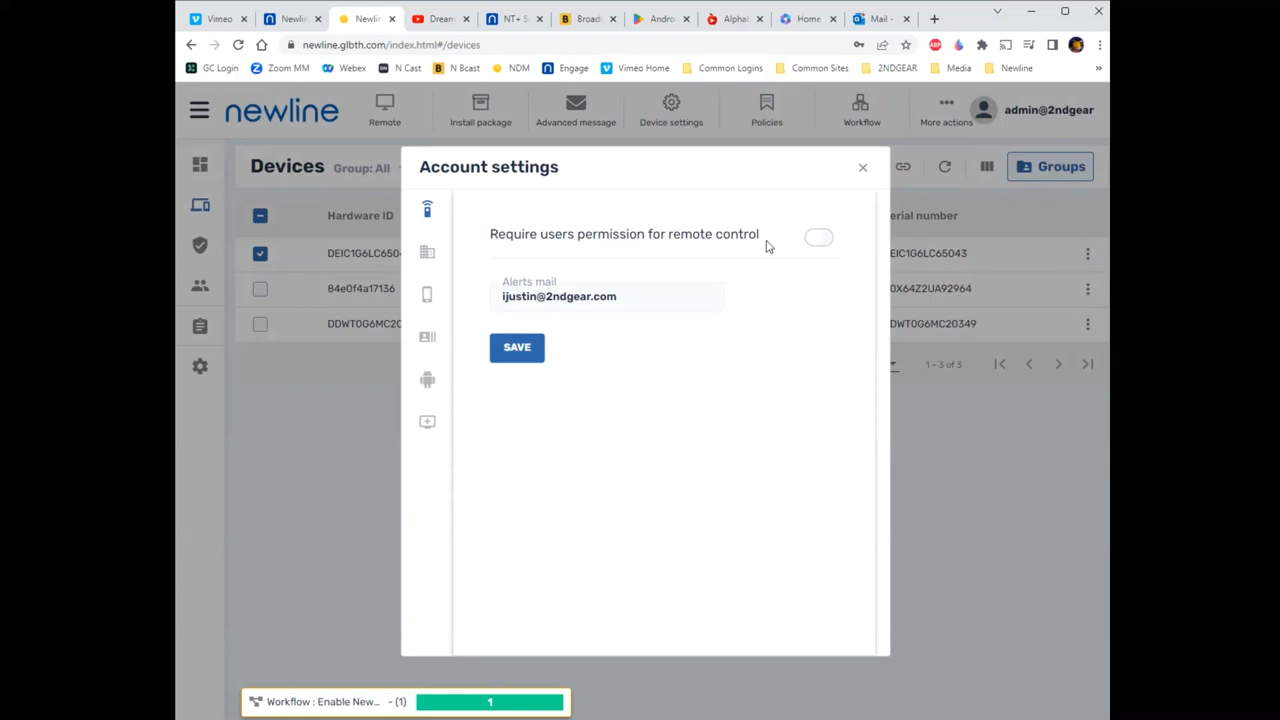 Vimeo
Newline
Newlin
Dream
NT+ S
Broad
Andro
Alpha
Home
Mail -
newline.glbth.com/index.html#/devices
GC Login
Zoom MM
Webex
N Cast
N Bcast
NDM
Engage
Vimeo Home
Common Logins
Common Sites
2NDGEAR
Media
Newline
»
newline
Remote
Install package
Advanced message
Device settings
Policies
Workflow
More actions
admin@2ndgear
Devices
Group: All
Account settings
Groups
Hardware ID
erial number
DEIC1G6LC650
EIC1G6LC65043
84e0f4a17136
0X64Z2UA92964
DDWT0G6MC20
DWT0G6MC20349
1 - 3 of 3
Require users permission for remote control
Alerts mail
ijustin@2ndgear.com
SAVE
Workflow : Enable New... - (1)
1